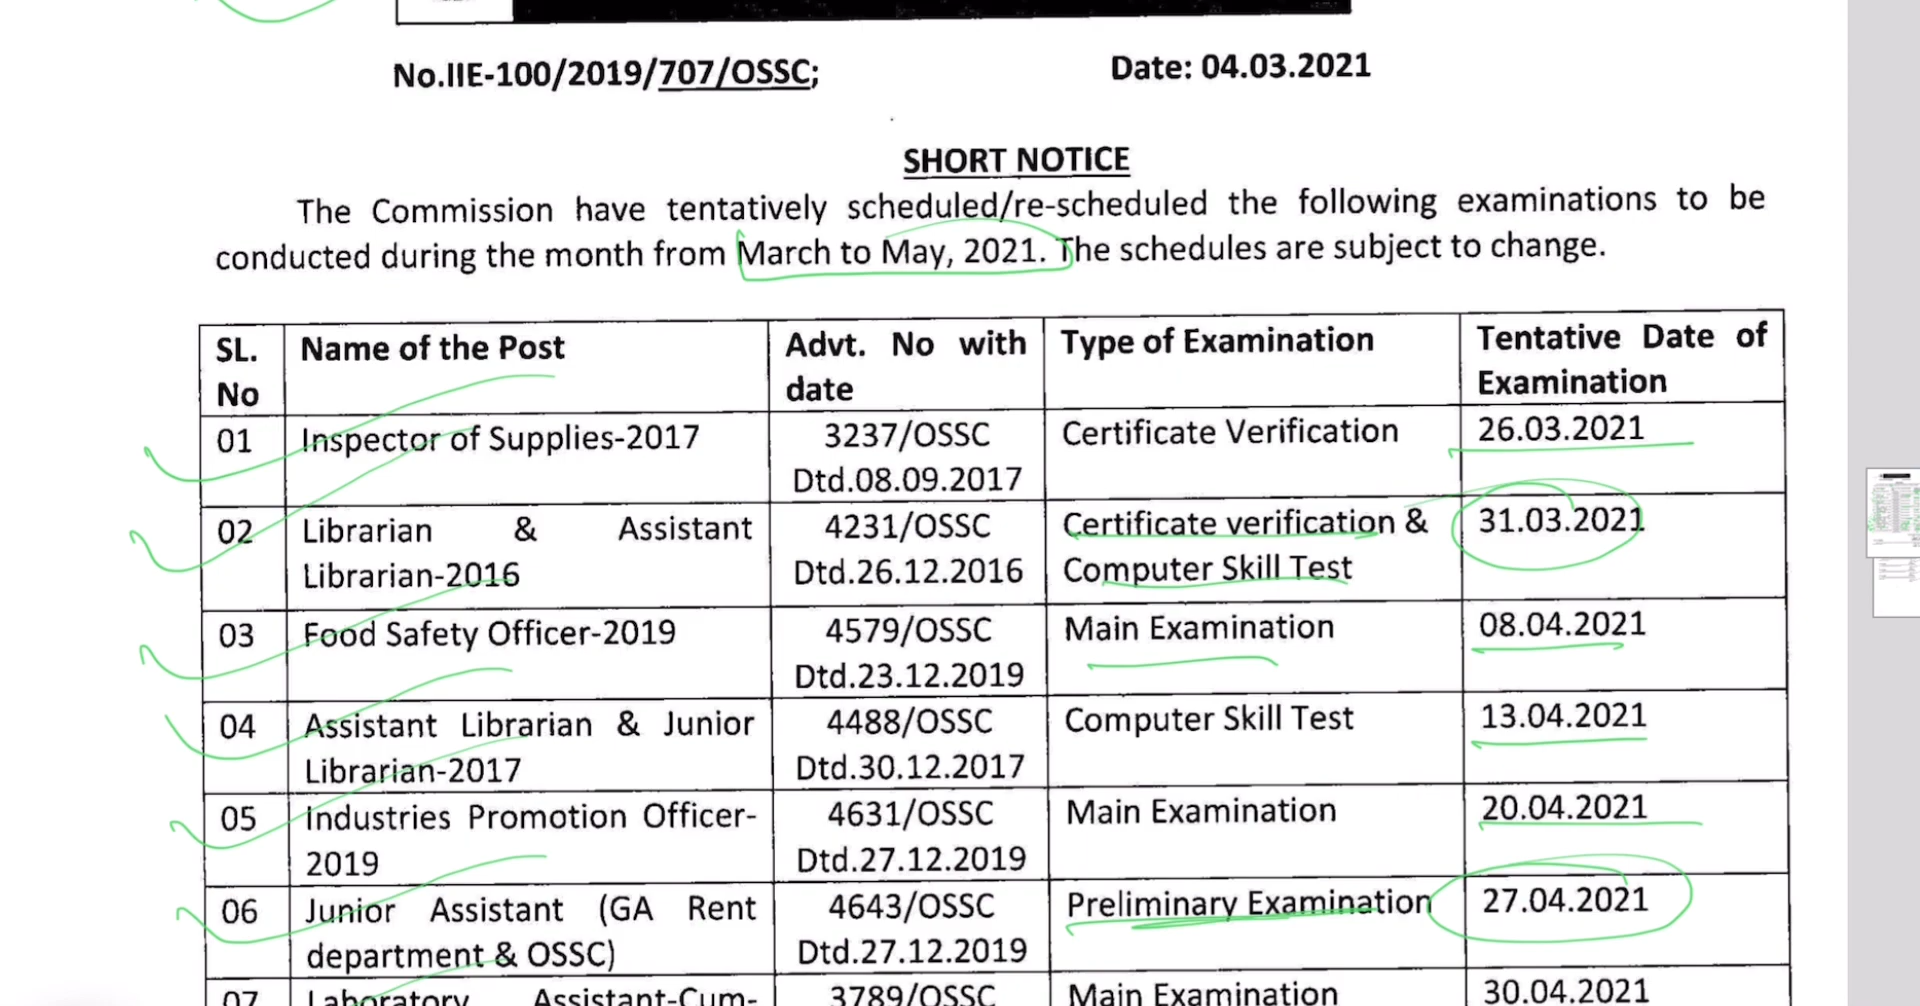 No.IIE-100/2019/707/OSSC;
Date: 04.03.2021
SHORT NOTICE
The Commission have tentatively scheduled/re-scheduled the following examinations to be
conducted during the month from March to May, 2021. The schedules are subject to change.
SL. No
Name of the Post
Advt. No with date
Type of Examination
Tentative Date of Examination
01
Inspector of Supplies-2017
3237/OSSC
Dtd.08.09.2017
Certificate Verification
26.03.2021
02
Librarian & Assistant
Librarian-2016
4231/OSSC
Dtd.26.12.2016
Certificate verification &
Computer Skill Test
31.03.2021
03
Food Safety Officer-2019
4579/OSSC
Dtd.23.12.2019
Main Examination
08.04.2021
04
Assistant Librarian & Junior
Librarian-2017
4488/OSSC
Dtd.30.12.2017
Computer Skill Test
13.04.2021
05
Industries Promotion Officer-
2019
4631/OSSC
Dtd.27.12.2019
Main Examination
20.04.2021
06
Junior Assistant (GA Rent
department & OSSC)
4643/OSSC
Dtd.27.12.2019
Preliminary Examination
27.04.2021
07
Laboratory Assistant-Cum-
3789/OSSC
Main Examination
30.04.2021